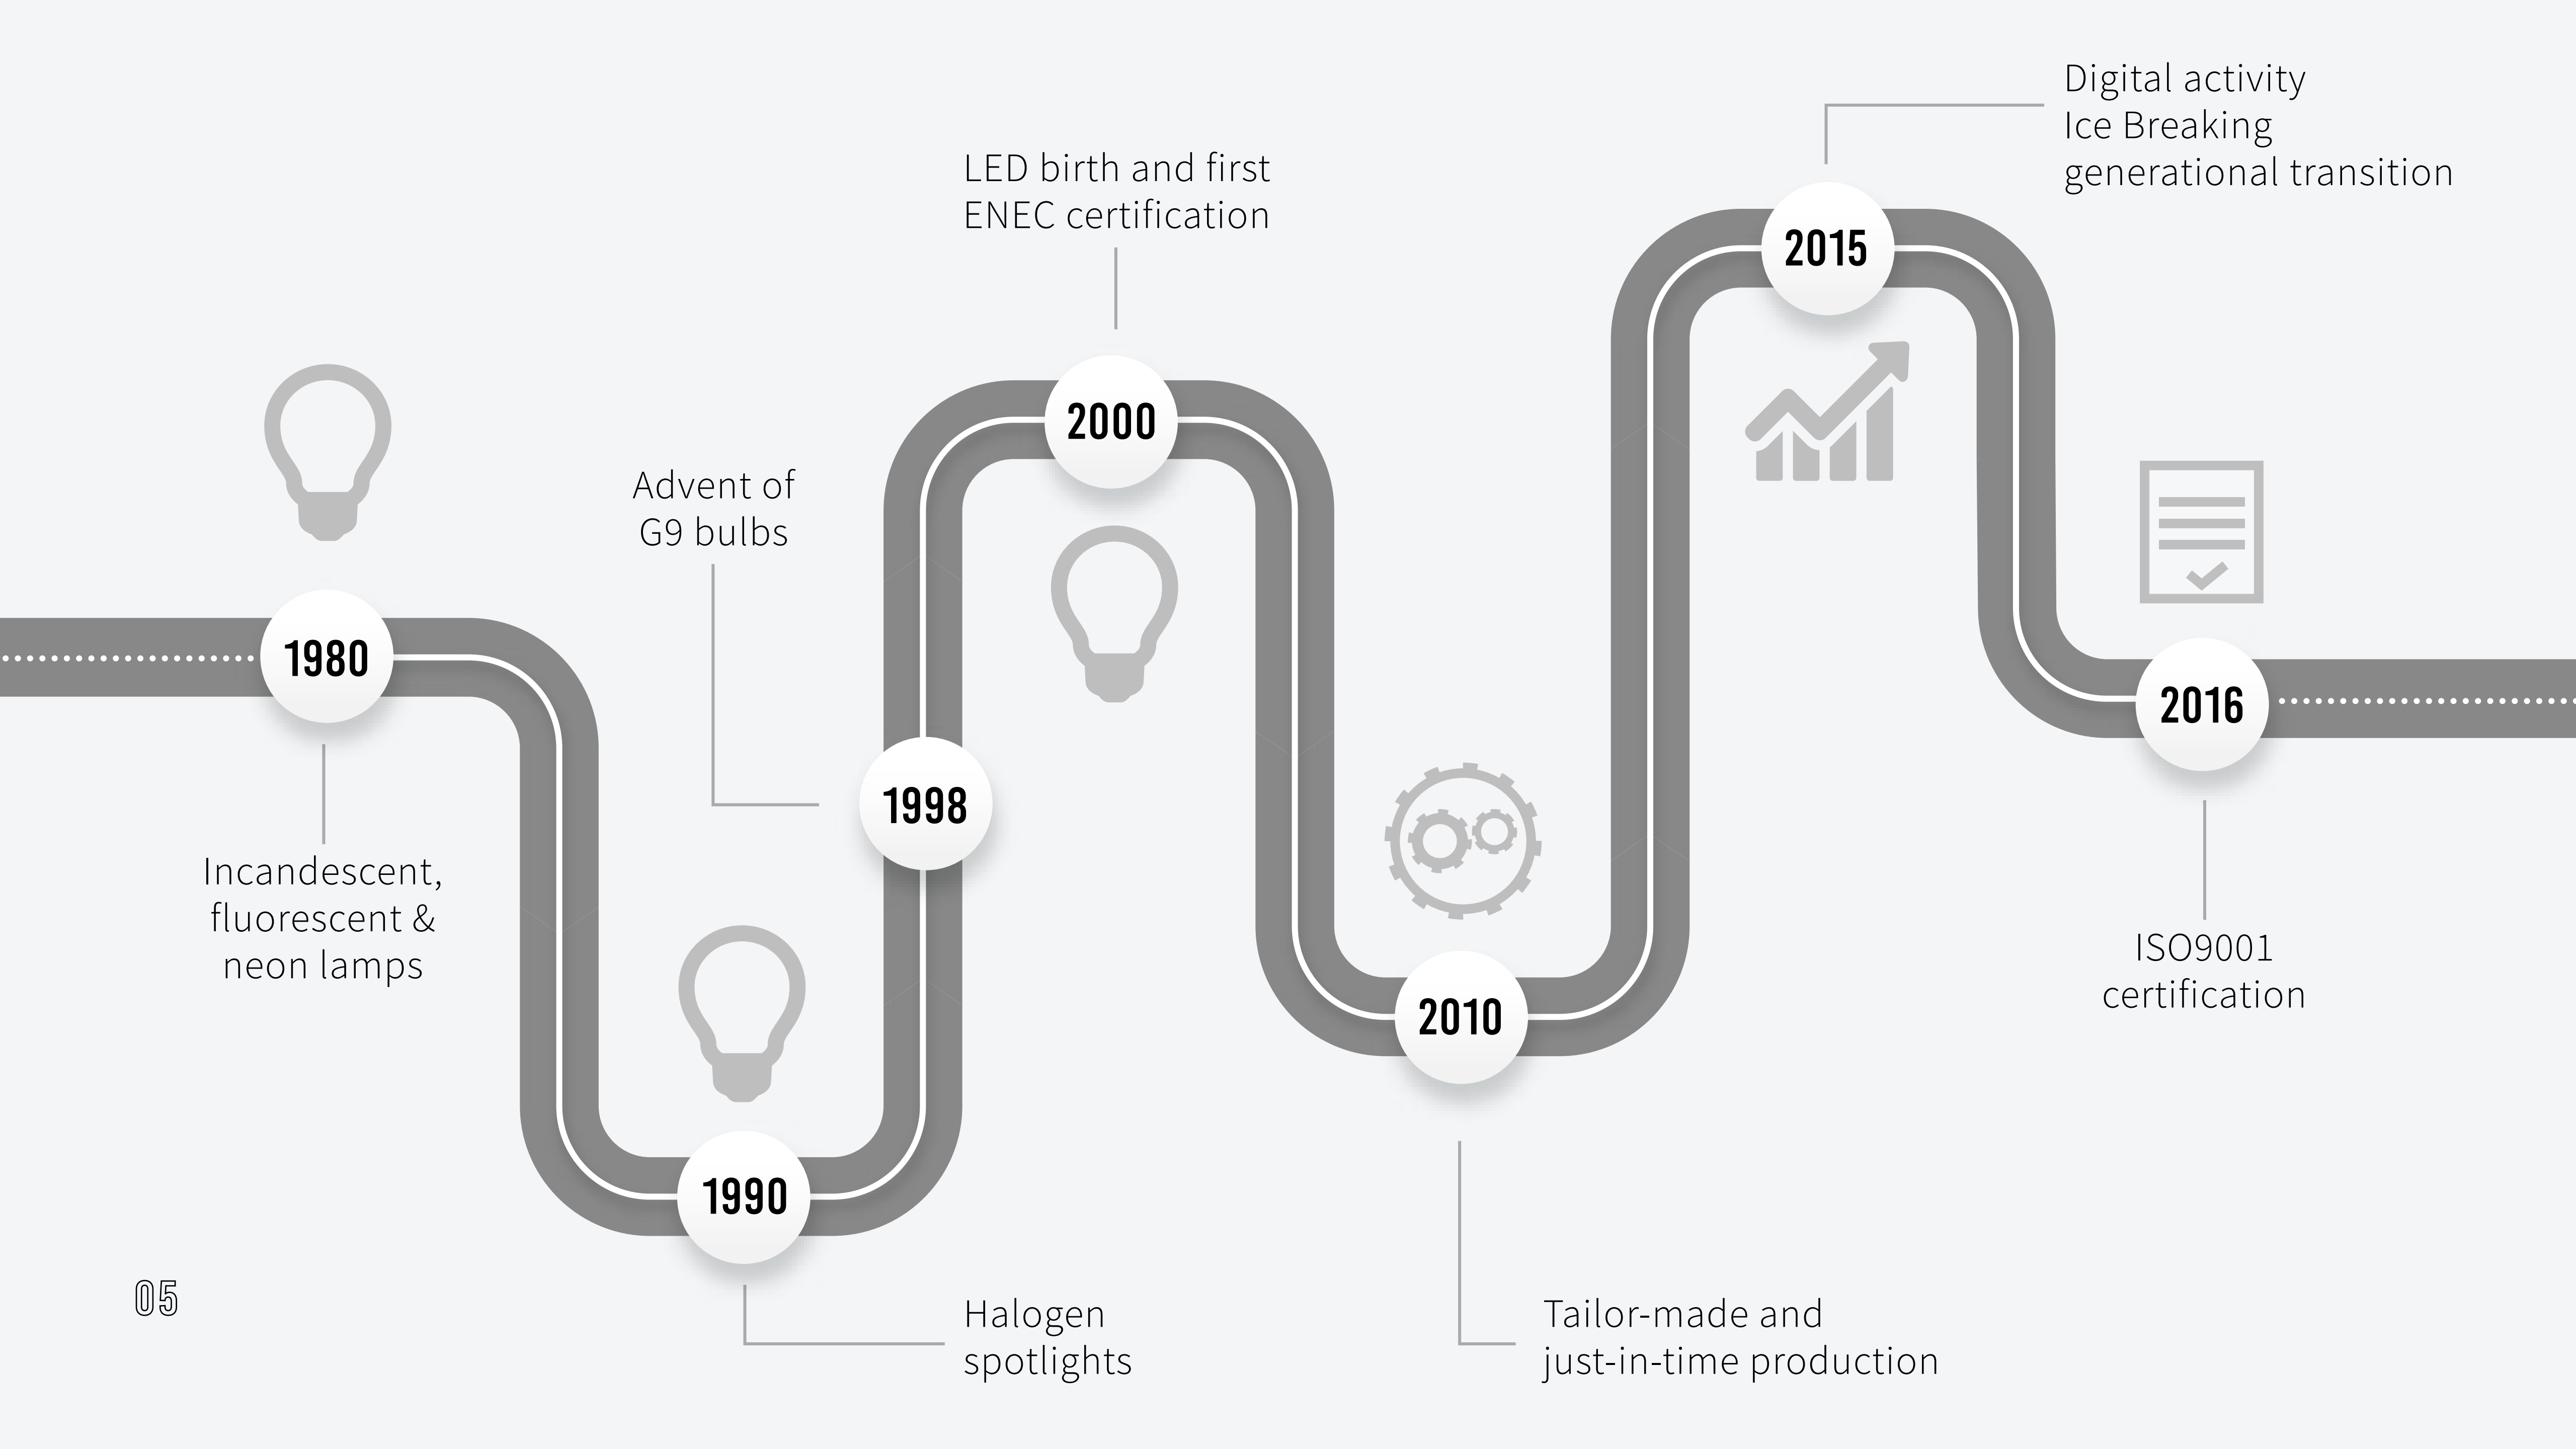 1980
Incandescent,
fluorescent &
neon lamps
1990
Halogen
spotlights
Advent of
G9 bulbs
1998
LED birth and first
ENEC certification
2000
2010
Tailor-made and
just-in-time production
Digital activity
Ice Breaking
generational transition
2015
2016
ISO9001
certification
05